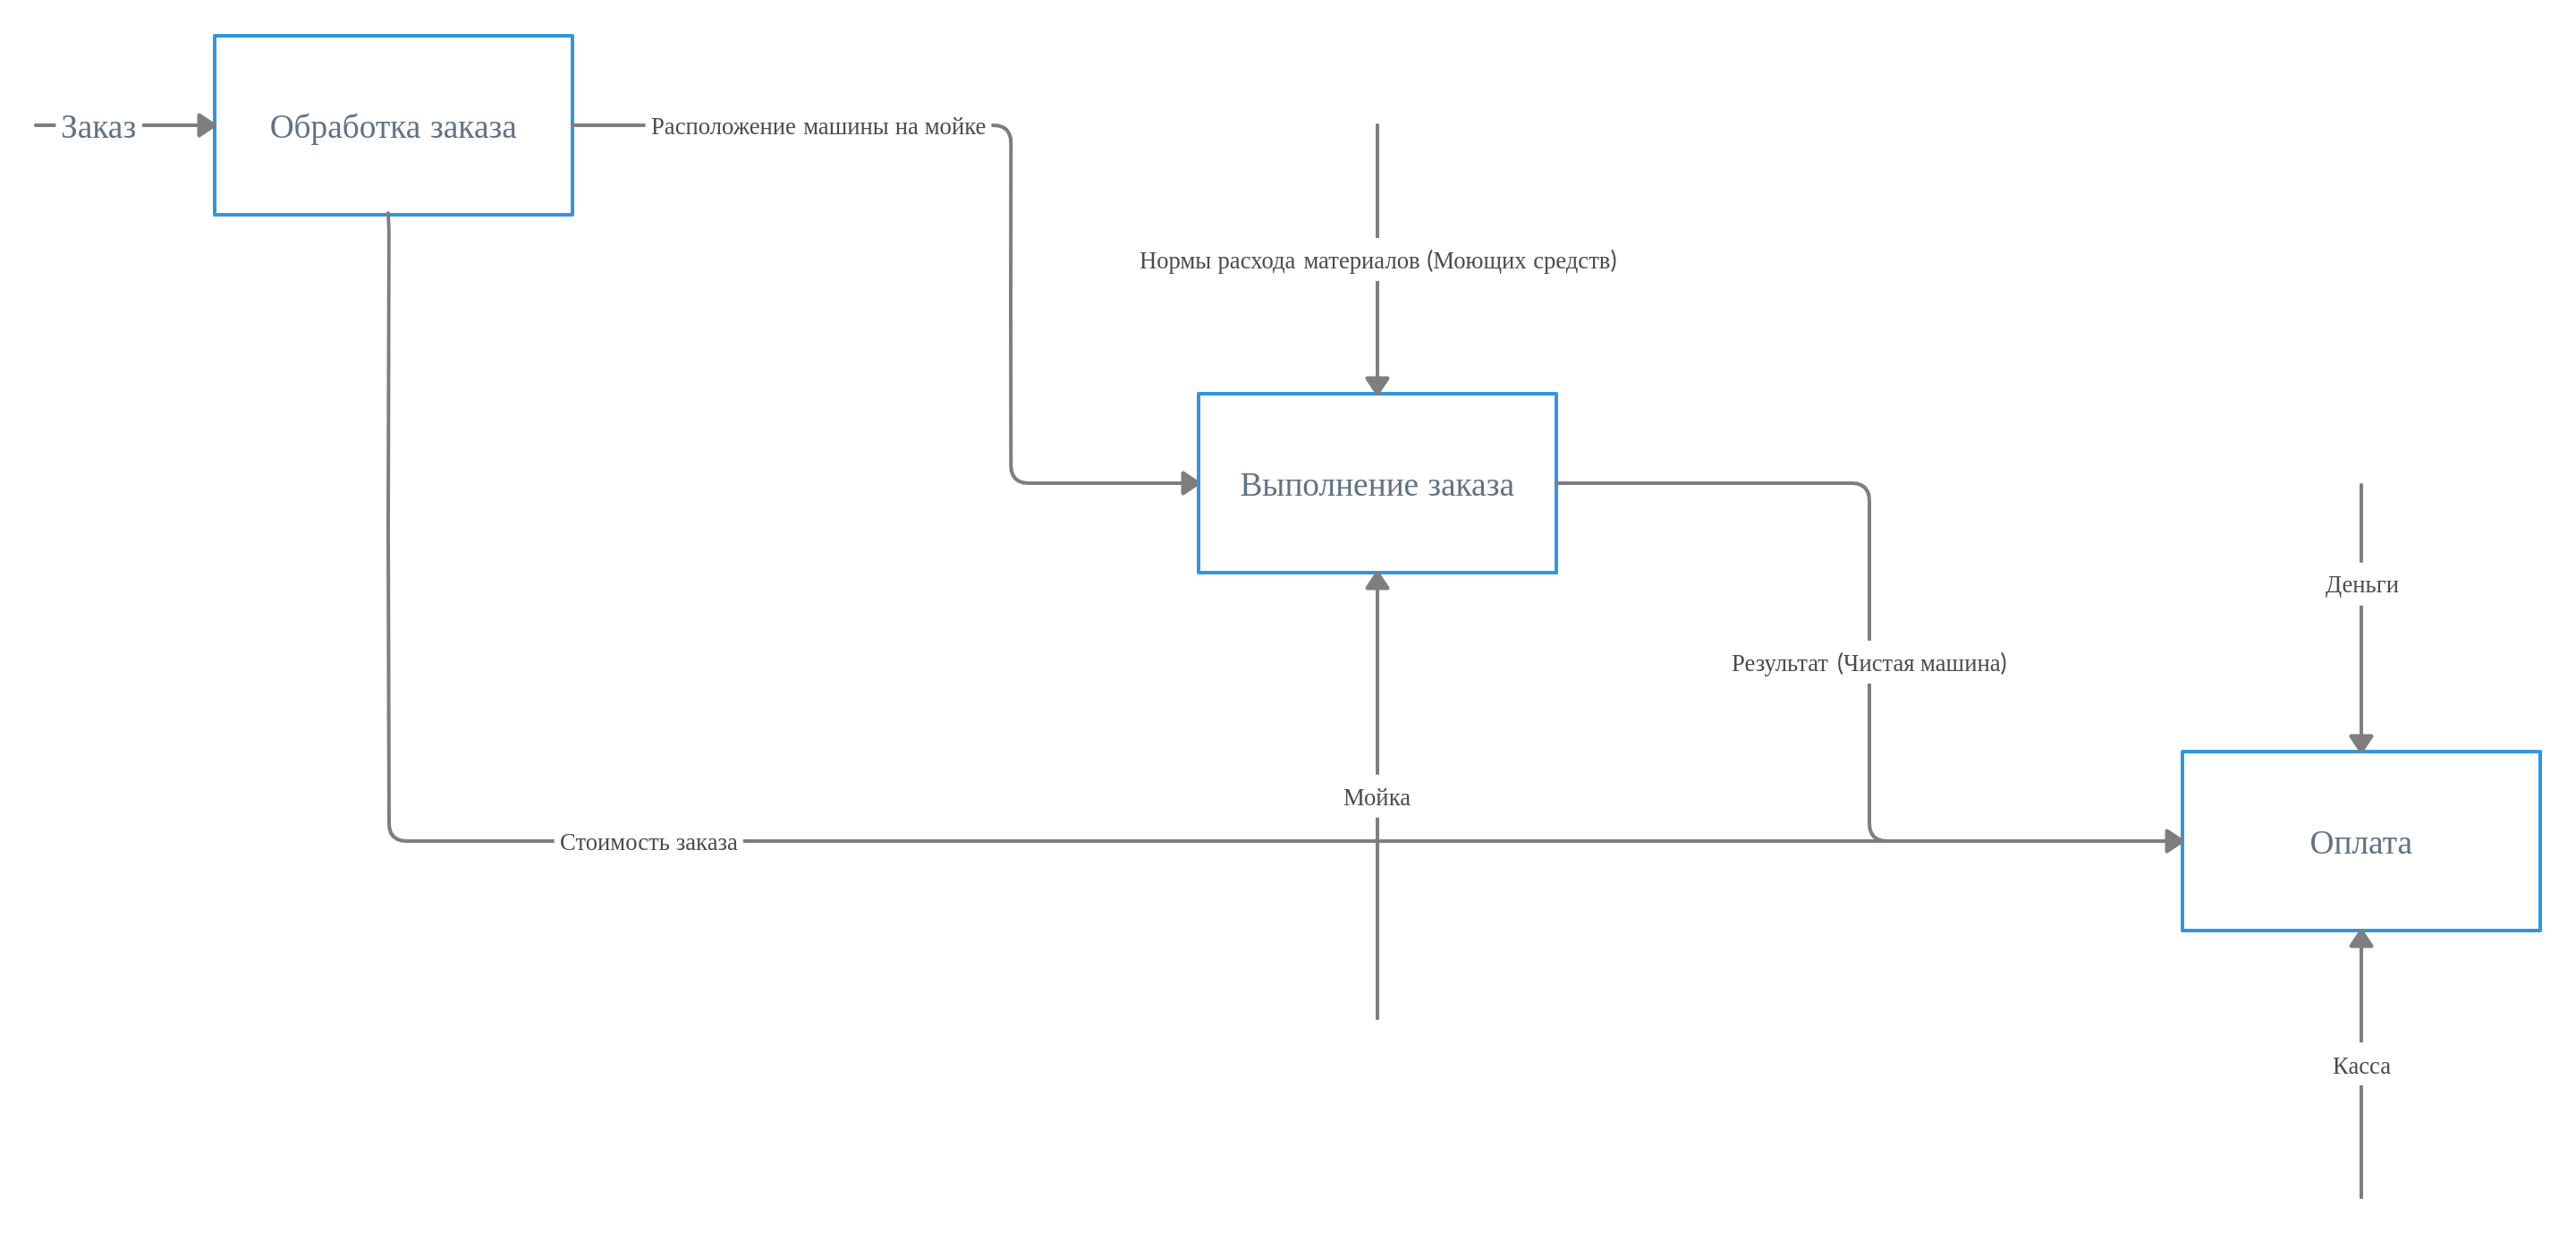 Заказ
Обработка заказа
Расположение машины на мойке
Нормы расхода материалов (Моющих средств)
Выполнение заказа
Деньги
Результат (Чистая машина)
Мойка
Стоимость заказа
Оплата
Касса